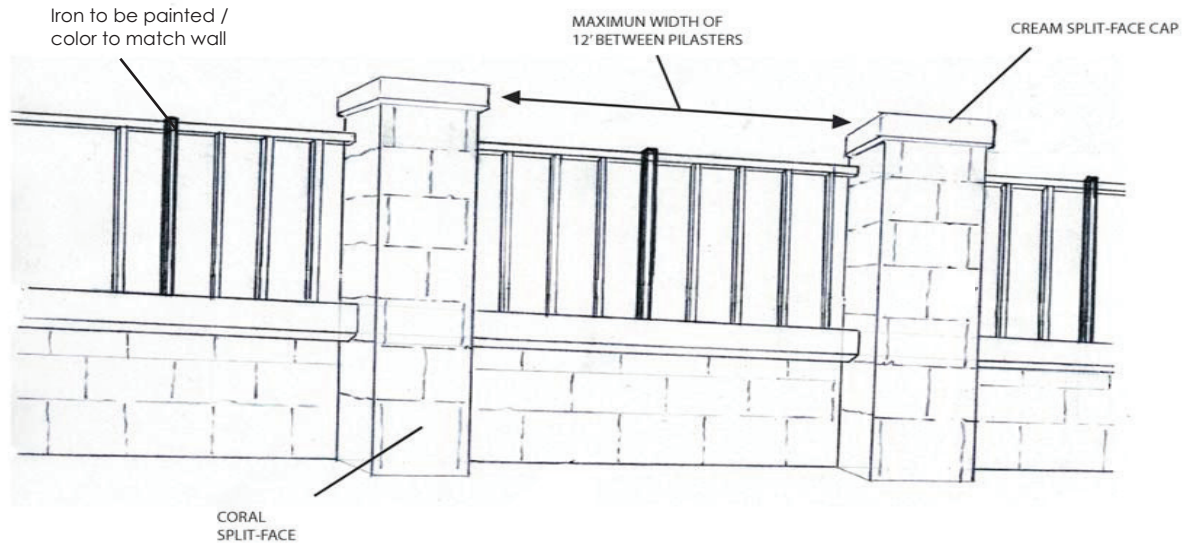 Iron to be painted /
color to match wall
MAXIMUN WIDTH OF
12' BETWEEN PILASTERS
CREAM SPLIT-FACE CAP
CORAL
SPLIT-FACE